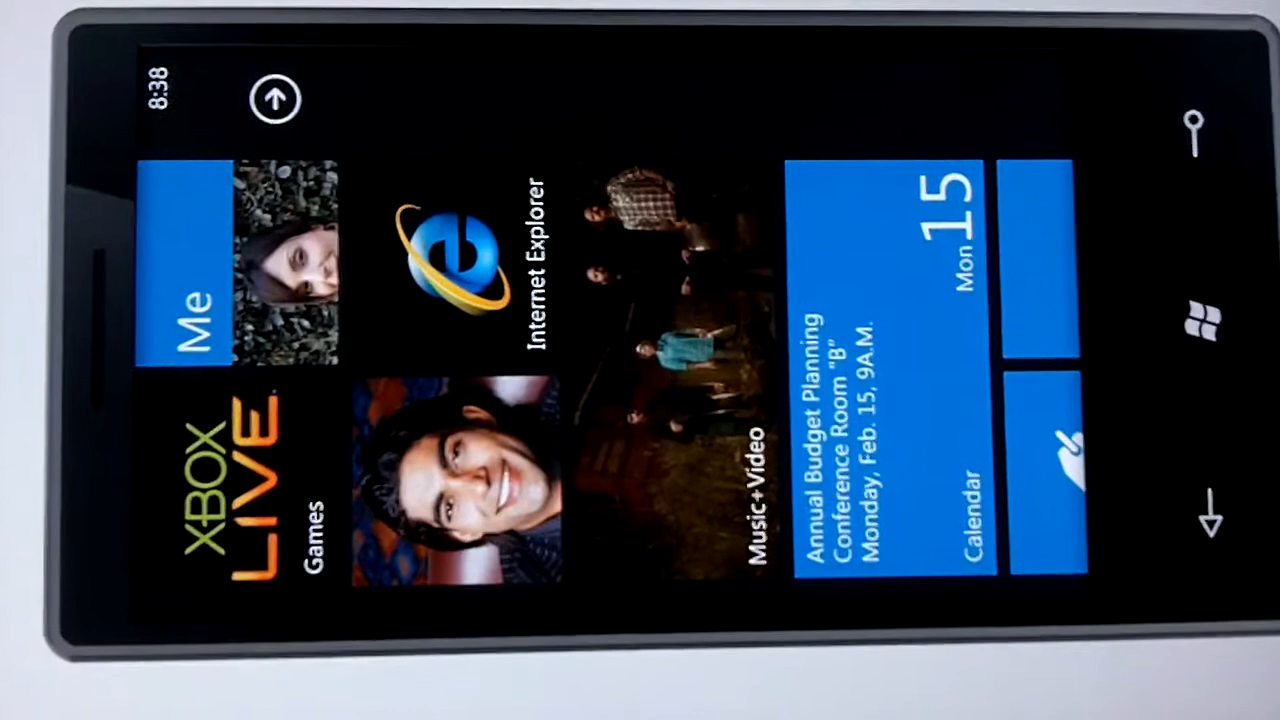 8:38
XBOX
LIVE
Games
Me
Internet Explorer
Music+Video
Annual Budget Planning
Conference Room "B"
Monday, Feb. 15, 9A.M.
Calendar
Mon 15